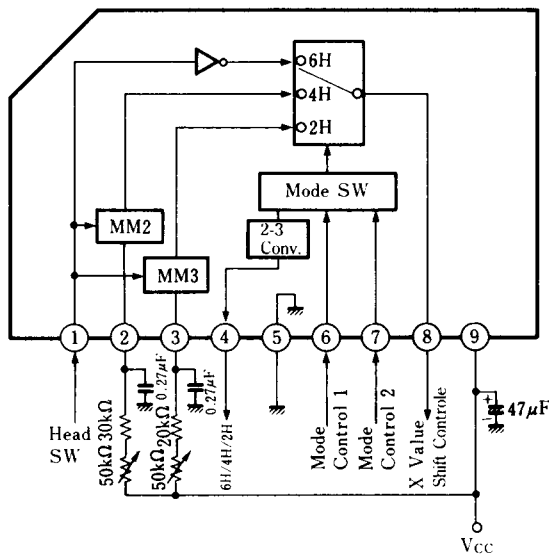 6H
4H
2H
Mode SW
2-3
Conv.
MM2
MM3
1
2
3
4
5
6
7
8
9
Head
SW
50kΩ 30kΩ
0.27μF
50kΩ 20kΩ
0.27μF
6H/4H/2H
Mode
Control 1
Mode
Control 2
X Value
Shift Controle
+
-
47μF
VCC